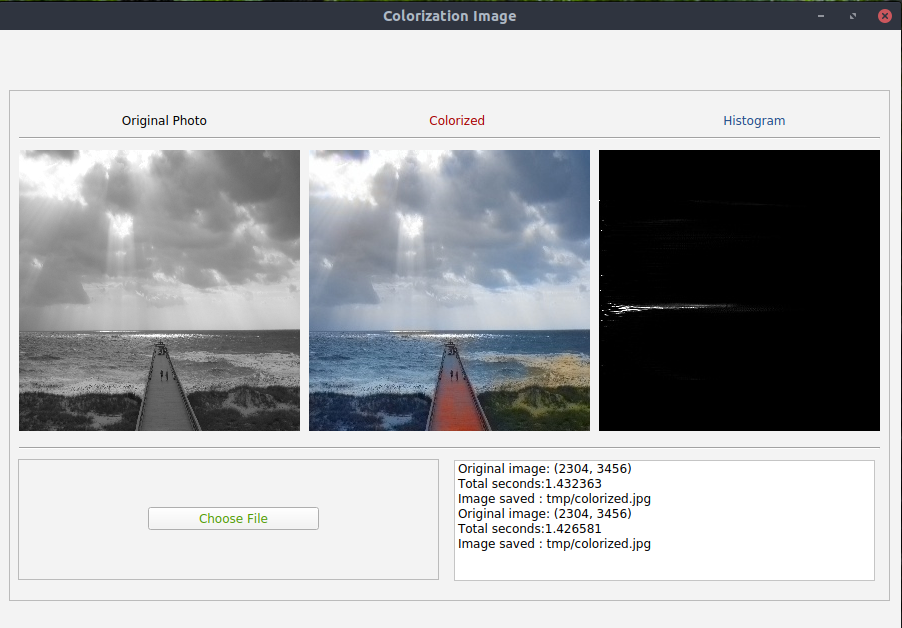 Colorization Image
Original Photo
Colorized
Histogram
Choose File
Original image: (2304, 3456)
Total seconds:1.432363
Image saved : tmp/colorized.jpg
Original image: (2304, 3456)
Total seconds:1.426581
Image saved : tmp/colorized.jpg